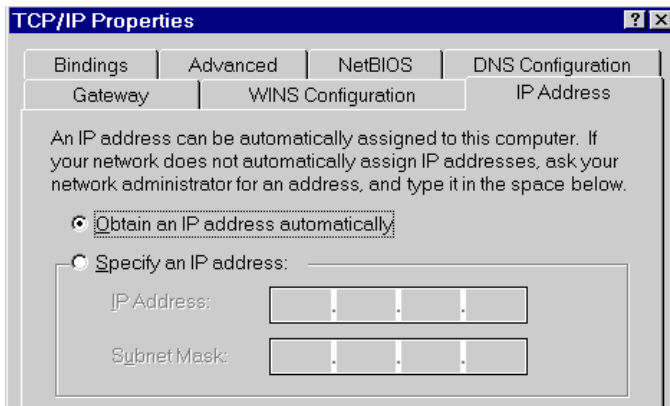 TCP/IP Properties
Bindings Advanced NetBIOS DNS Configuration
Gateway WINS Configuration IP Address
An IP address can be automatically assigned to this computer. If
your network does not automatically assign IP addresses, ask your
network administrator for an address, and type it in the space below.
Obtain an IP address automatically
Specify an IP address:
IP Address:
Subnet Mask: